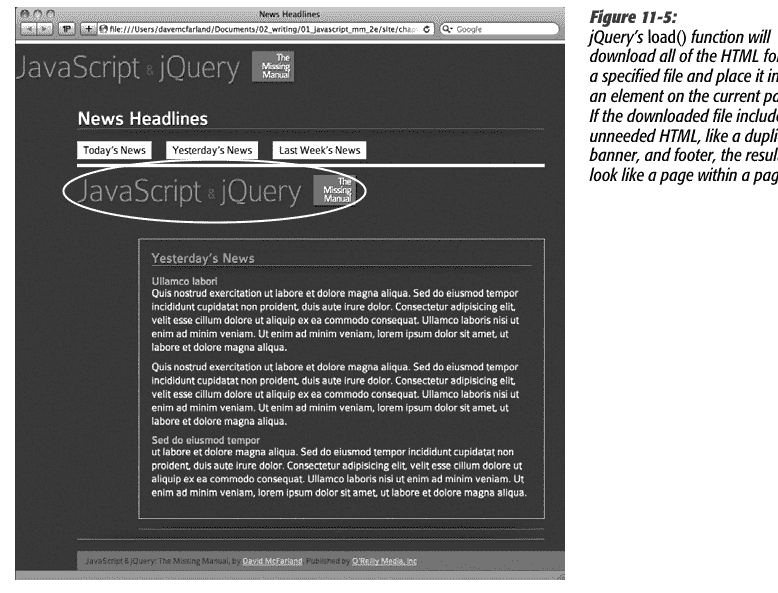 News Headlines
file:///Users/davemcfarland/Documents/02_writing/01_javascript_mm_2e/site/chap
Google
JavaScript & jQuery The Missing Manual
News Headlines
Today's News Yesterday's News Last Week's News
JavaScript & jQuery The Missing Manual
Yesterday's News
Ullamco labori
Quis nostrud exercitation ut labore et dolore magna aliqua. Sed do eiusmod tempor
incididunt cupidatat non proident, duis aute irure dolor. Consectetur adipisicing elit,
velit esse cillum dolore ut aliquip ex ea commodo consequat. Ullamco laboris nisi ut
enim ad minim veniam. Ut enim ad minim veniam, lorem ipsum dolor sit amet, ut
labore et dolore magna aliqua.
Quis nostrud exercitation ut labore et dolore magna aliqua. Sed do eiusmod tempor
incididunt cupidatat non proident, duis aute irure dolor. Consectetur adipisicing elit,
velit esse cillum dolore ut aliquip ex ea commodo consequat. Ullamco laboris nisi ut
enim ad minim veniam. Ut enim ad minim veniam, lorem ipsum dolor sit amet, ut
labore et dolore magna aliqua.
Sed do eiusmod tempor
ut labore et dolore magna aliqua. Sed do eiusmod tempor incididunt cupidatat non
proident, duis aute irure dolor. Consectetur adipisicing elit, velit esse cillum dolore ut
aliquip ex ea commodo consequat. Ullamco laboris nisi ut enim ad minim veniam. Ut
enim ad minim veniam, lorem ipsum dolor sit amet, ut labore et dolore magna aliqua.
JavaScript & jQuery: The Missing Manual, by David McFarland. Published by O'Reilly Media, Inc
Figure 11-5:
jQuery's load() function will
download all of the HTML fo
a specified file and place it in
an element on the current pa
If the downloaded file include
unneeded HTML, like a dupli
banner, and footer, the resul
look like a page within a pag